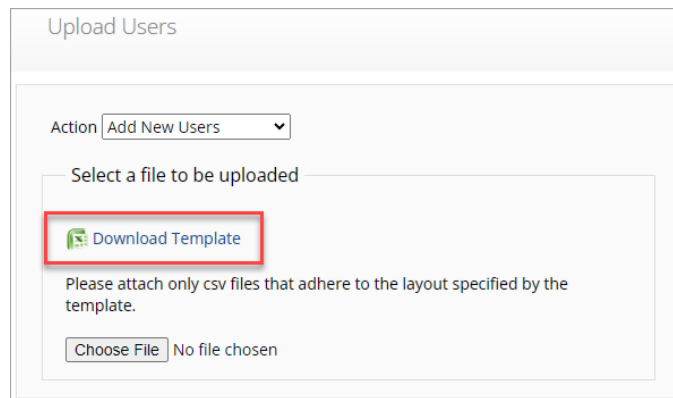 Upload Users
Action Add New Users
Select a file to be uploaded
Download Template
Please attach only csv files that adhere to the layout specified by the
template.
Choose File No file chosen